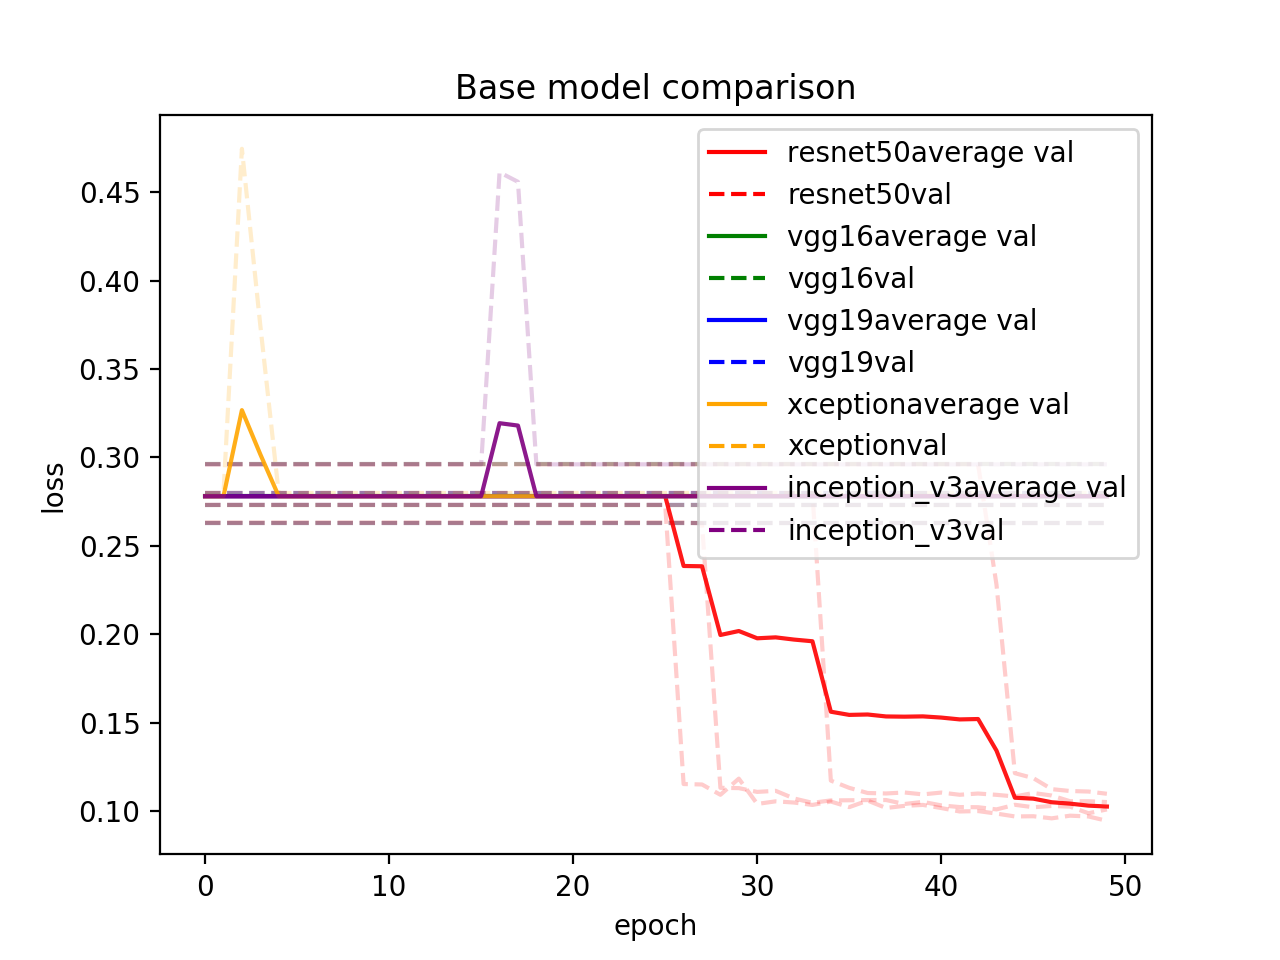 Base model comparison
resnet50average val
resnet50val
vgg16average val
vgg16val
vgg19average val
vgg19val
xceptionaverage val
xceptionval
inception_v3average val
inception_v3val
0.45
0.40
0.35
0.30
0.25
0.20
0.15
0.10
loss
0 10 20 30 40 50
epoch